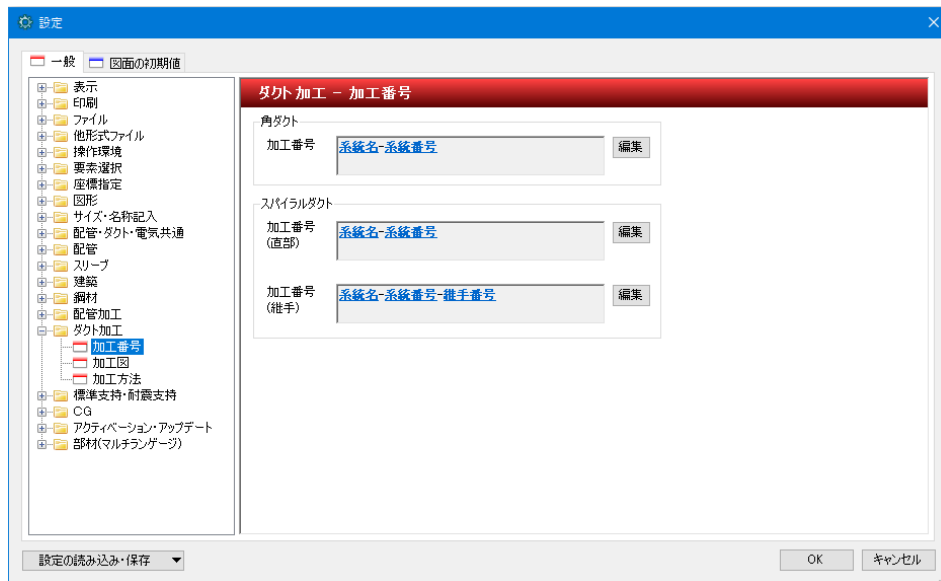 設定
一般
図面の初期値
表示
印刷
ファイル
他形式ファイル
操作環境
要素選択
座標指定
図形
サイズ・名称記入
配管・ダクト・電気共通
配管
スリーブ
建築
鋼材
配管加工
ダクト加工
加工番号
加工図
加工方法
標準支持・耐震支持
CG
アクティベーション・アップデート
部材(マルチランゲージ)
ダクト加工 - 加工番号
角ダクト
加工番号 系統名-系統番号 編集
スパイラルダクト
加工番号 系統名-系統番号 編集
(直部)
加工番号 系統名-系統番号-継手番号 編集
(継手)
設定の読み込み・保存
OK キャンセル